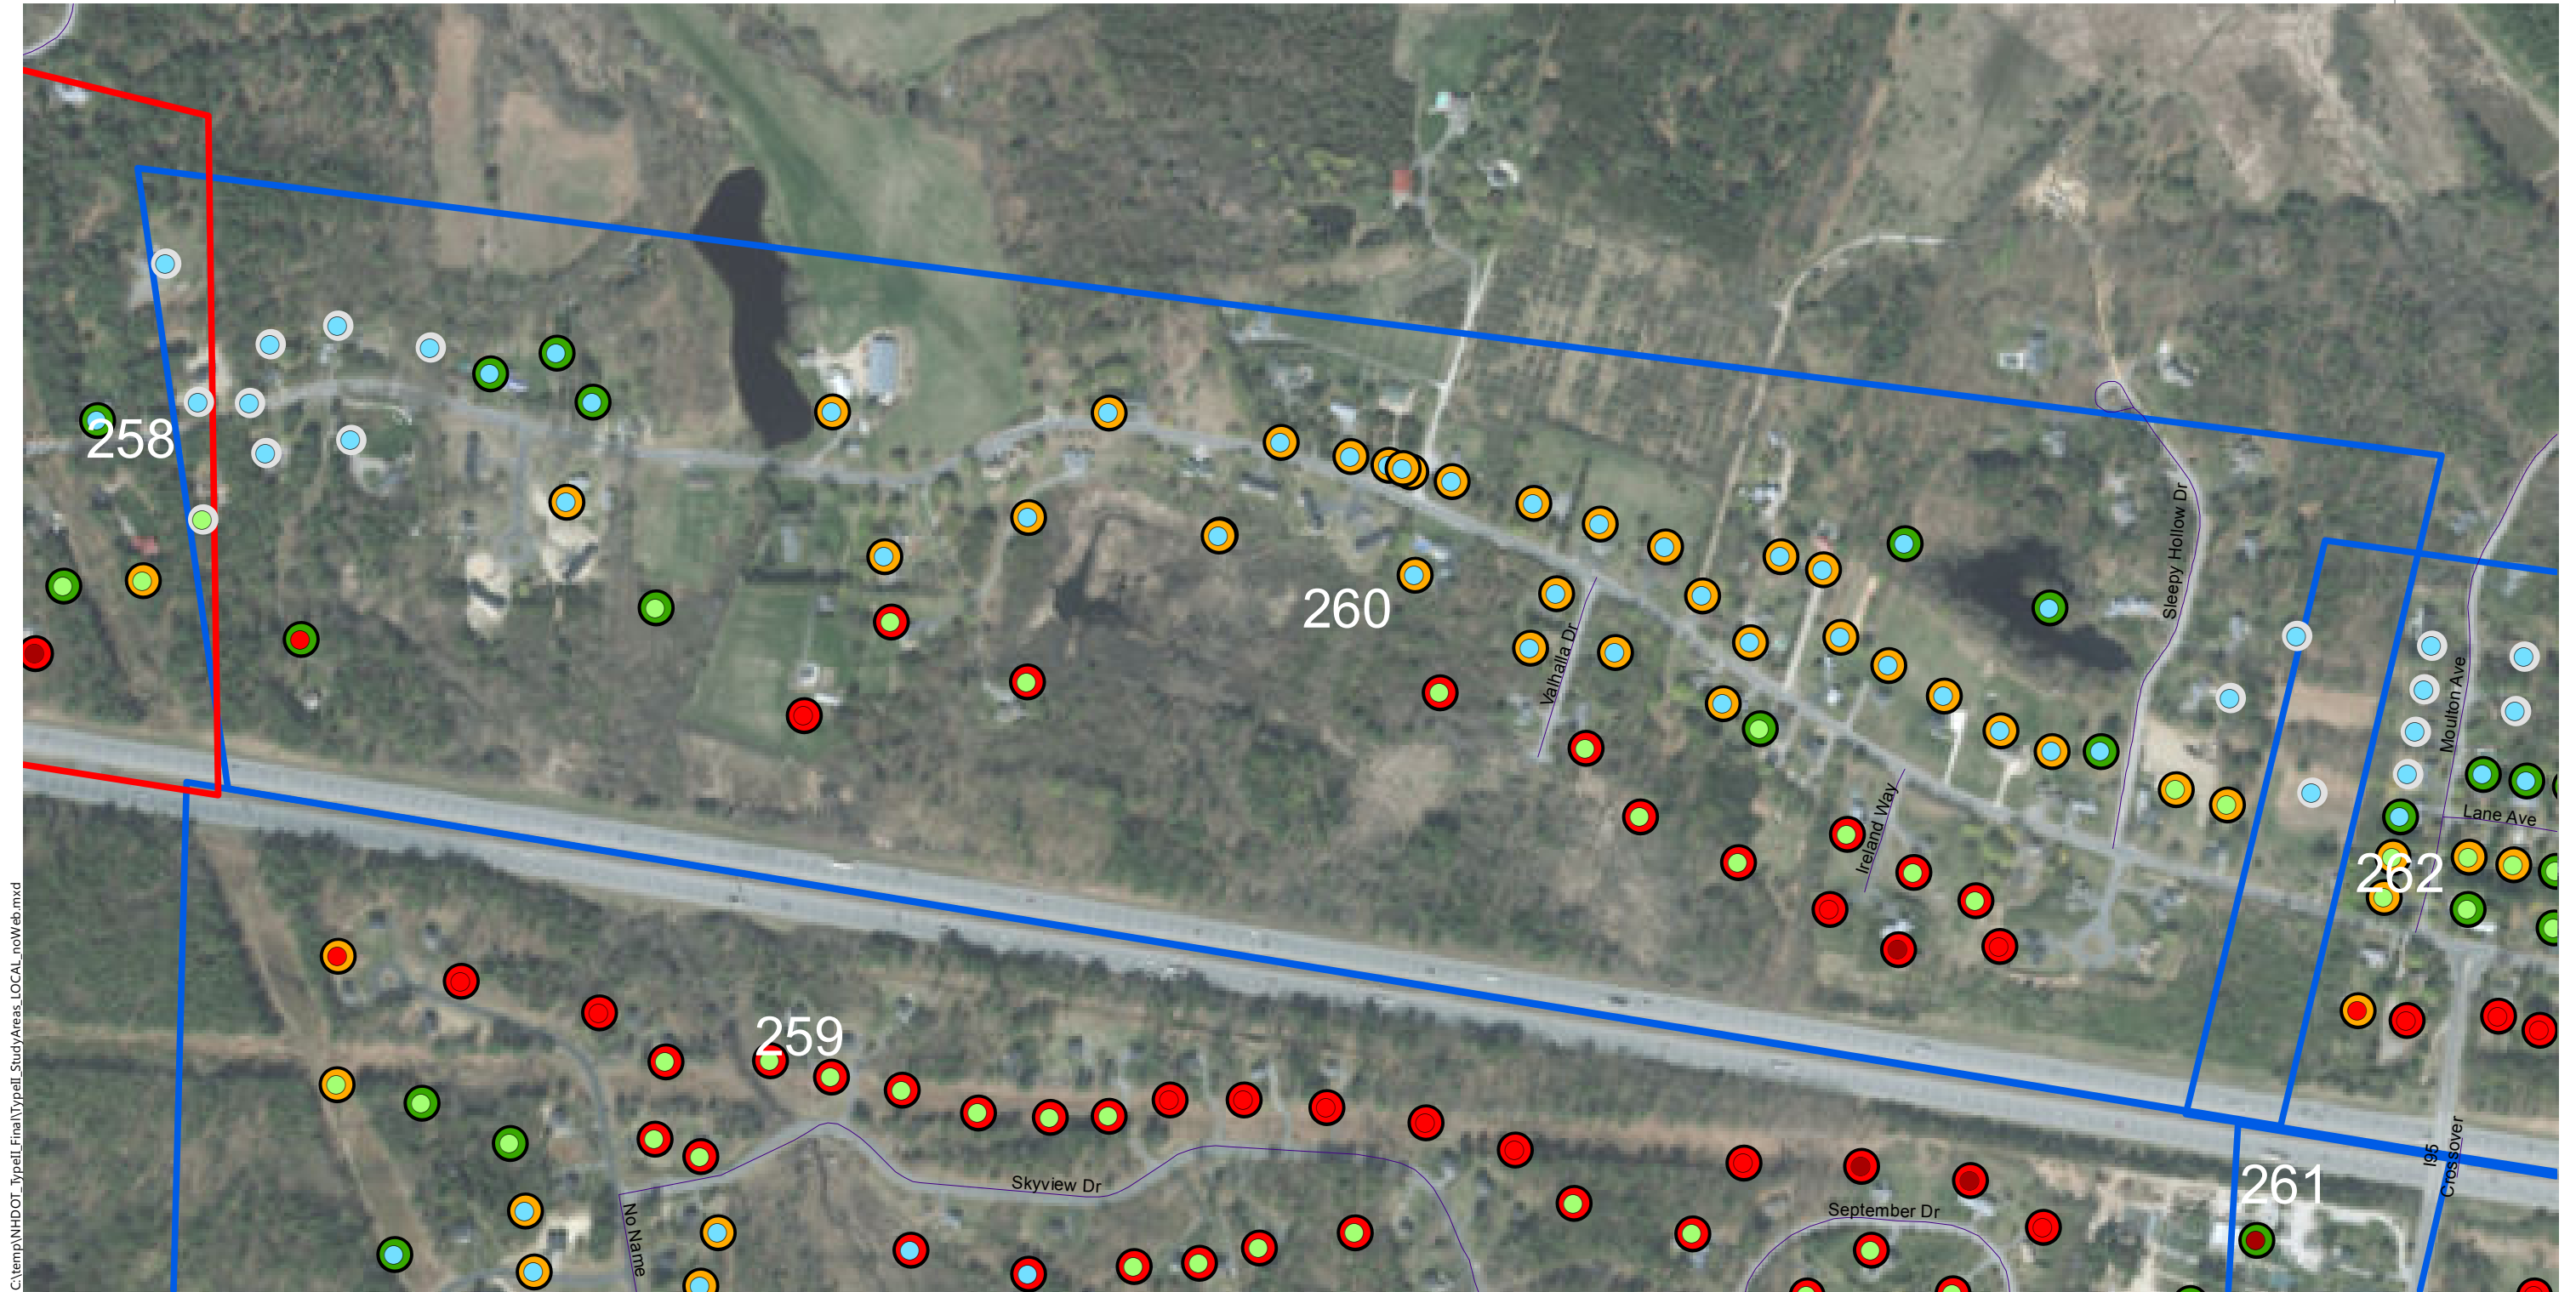 258
260
Sleepy Hollow Dr
Valhalla Dr
Moulton Ave
Lane Ave
Ireland Way
262
259
Skyview Dr
No Name
September Dr
261
I95
Crossover
C:\temp\NHDOT_TypeII_Final\TypeII_StudyAreas_LOCAL_noWeb.mxd